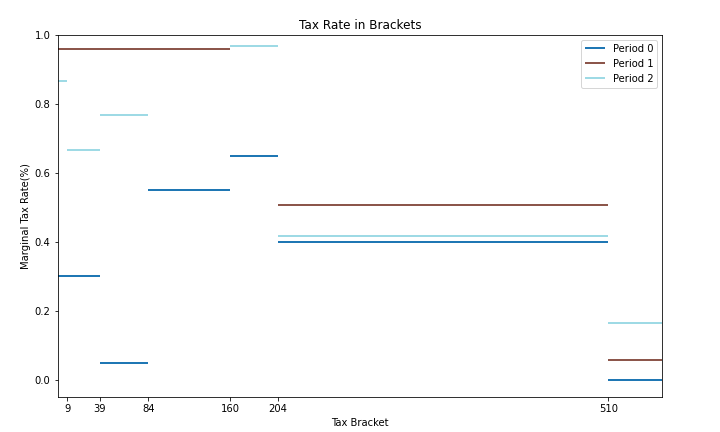 Tax Rate in Brackets
1.0
0.8
0.6
0.4
0.2
0.0
Marginal Tax Rate(%)
Period 0
Period 1
Period 2
9 39 84 160 204 510
Tax Bracket